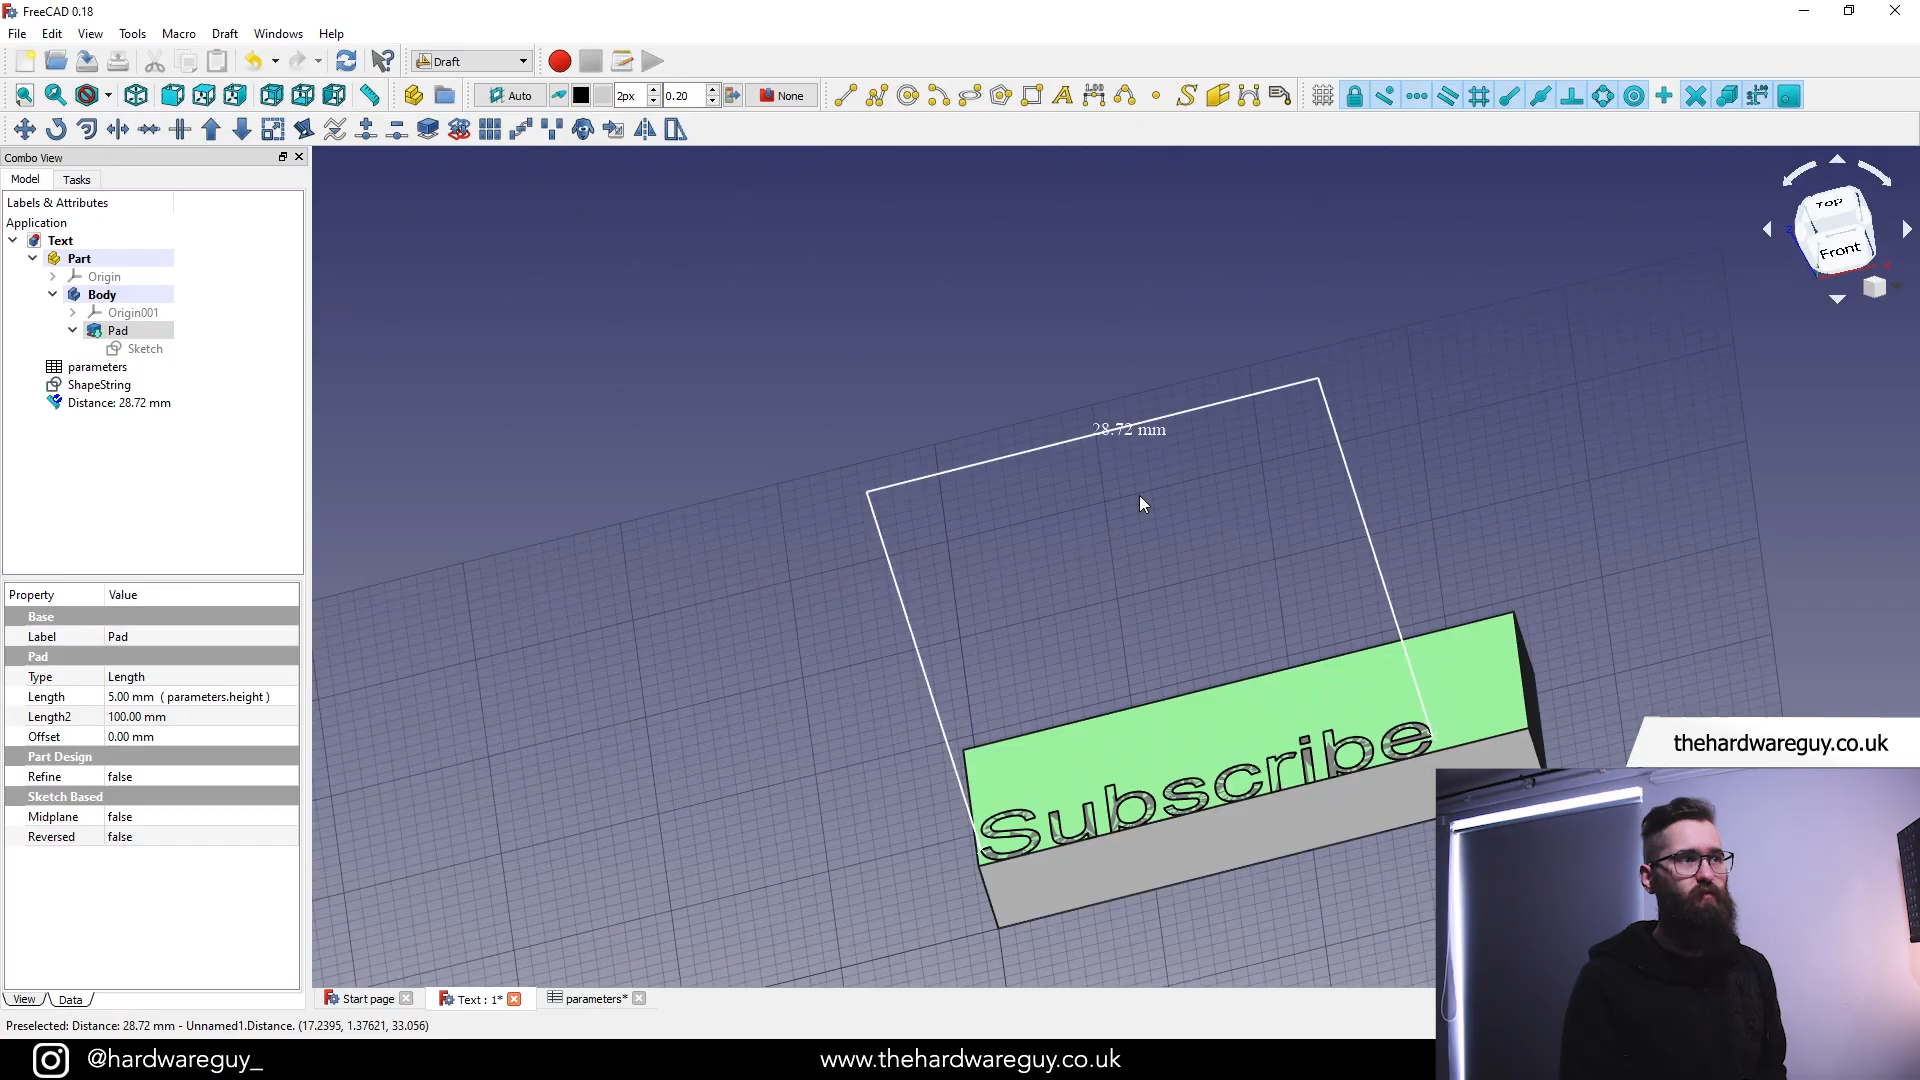 FreeCAD 0.18
File Edit View Tools Macro Draft Windows Help
Draft
Auto 2px 0.20 None
Combo View
Model Tasks
Labels & Attributes
Application
Text
Part
Origin
Body
Origin001
Pad
Sketch
parameters
ShapeString
Distance: 28.72 mm
Property Value
Base
Label Pad
Pad
Type Length
Length 5.00 mm ( parameters.height )
Length2 100.00 mm
Offset 0.00 mm
Part Design
Refine false
Sketch Based
Midplane false
Reversed false
View Data
28.72 mm
Subscribe
TOP
Front
thehardwareguy.co.uk
Start page Text : 1* parameters*
Preselected: Distance: 28.72 mm - Unnamed1.Distance. (17.2395, 1.37621, 33.056)
@hardwareguy_
www.thehardwareguy.co.uk